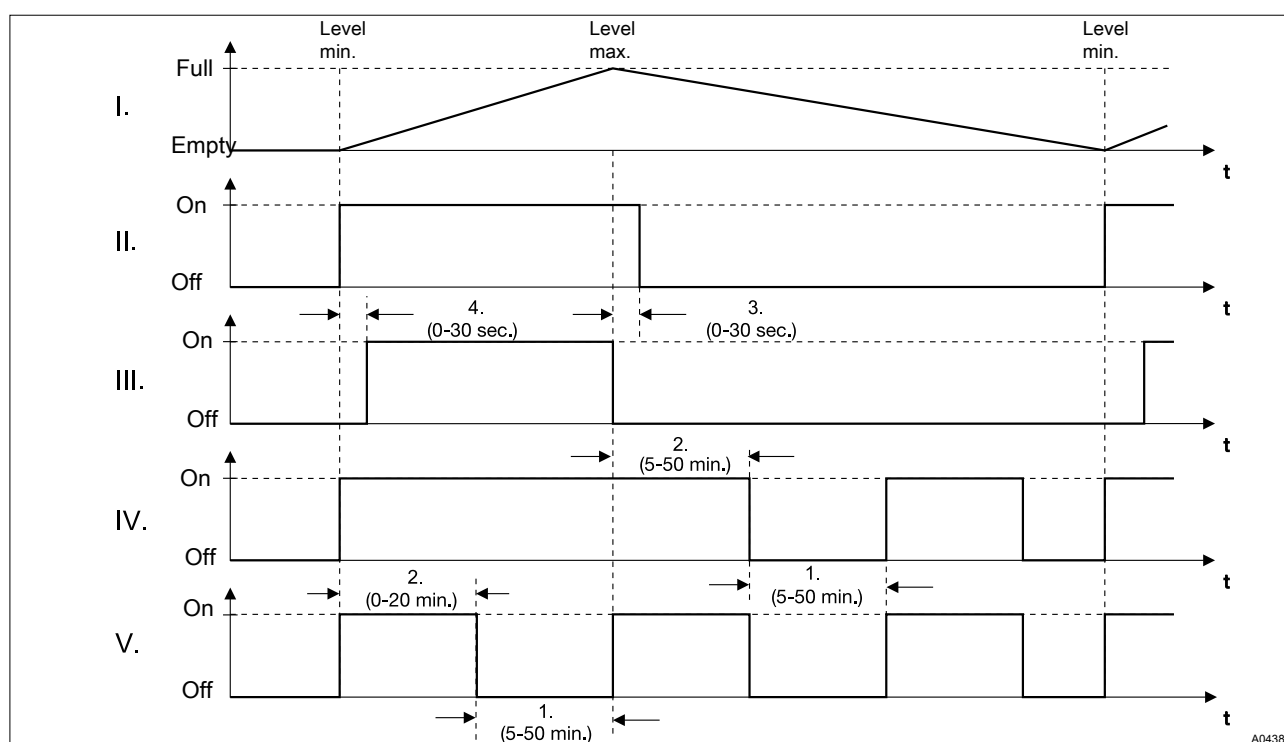 Level
min.
Level
max.
Level
min.
Full
I.
Empty
t
On
II.
Off
t
4.
(0-30 sec.)
3.
(0-30 sec.)
On
III.
Off
t
2.
(5-50 min.)
On
IV.
Off
t
2.
(0-20 min.)
1.
(5-50 min.)
On
V.
Off
t
1.
(5-50 min.)
A0438